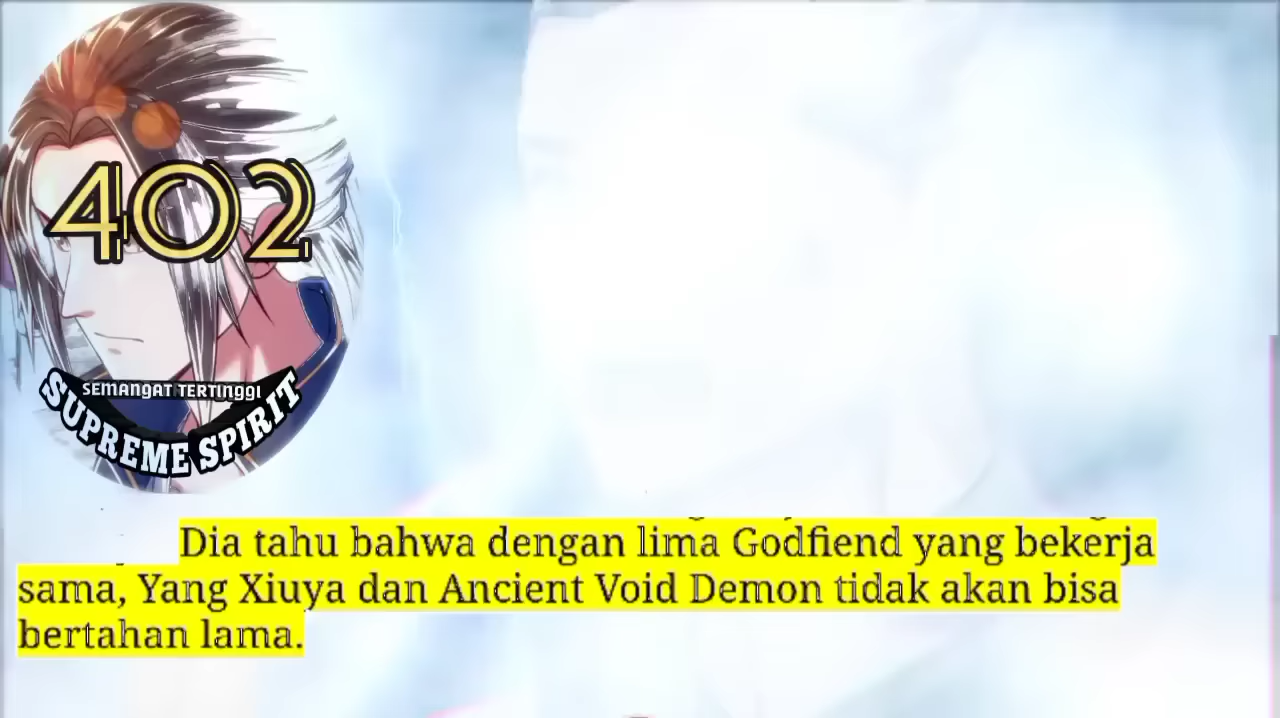 402
SEMANGAT TERTINGGI
SUPREME SPIRIT
Dia tahu bahwa dengan lima Godfiend yang bekerja
sama, Yang Xiuya dan Ancient Void Demon tidak akan bisa
bertahan lama.